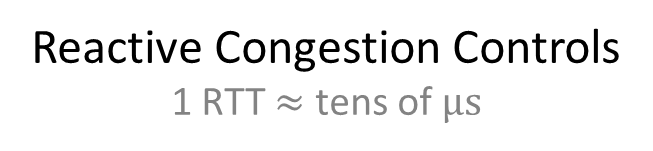 Reactive Congestion Controls
1 RTT ≈ tens of μs